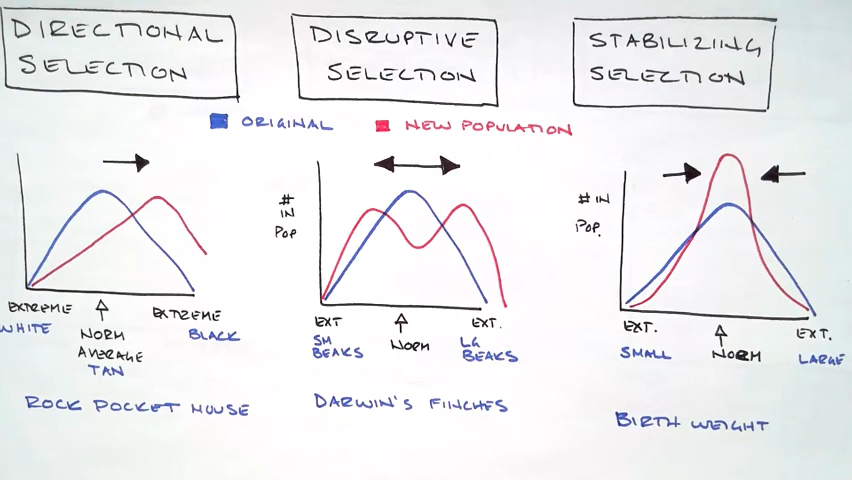 DIRECTIONAL
SELECTION
DISRUPTIVE
SELECTION
STABILIZING
SELECTION
ORIGINAL
NEW POPULATION
EXTREME
WHITE
NORM
AVERAGE
TAN
EXTREME
BLACK
ROCK POCKET MOUSE
#
IN
POP
EXT
SM
BEAKS
NORM
EXT.
LG
BEAKS
DARWIN'S FINCHES
# IN
POP.
EXT.
SMALL
NORM
EXT.
LARGE
BIRTH WEIGHT